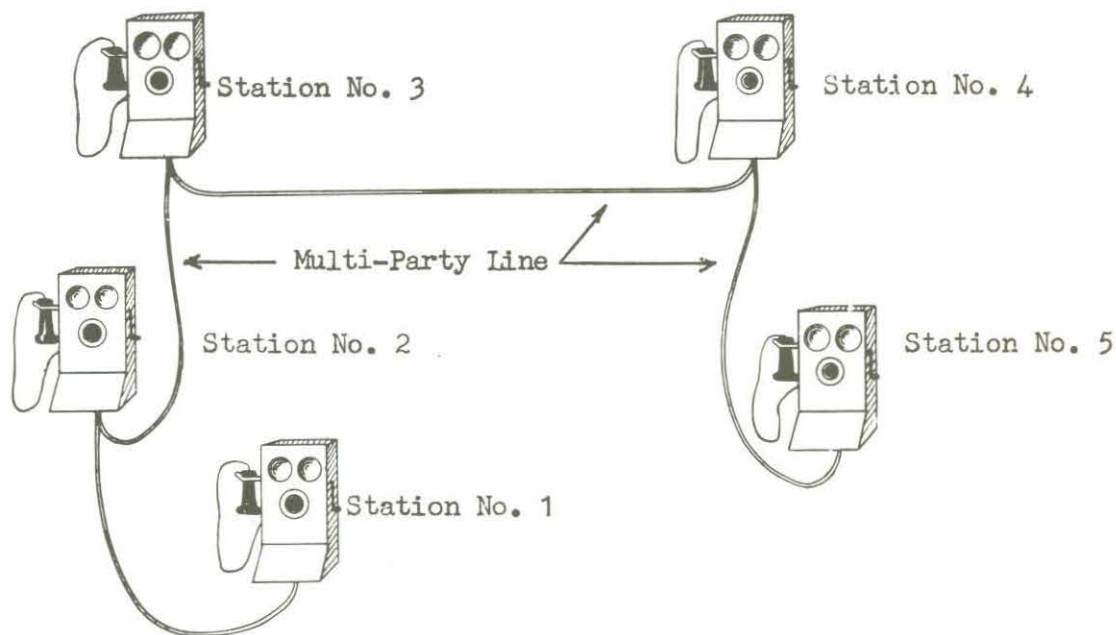 Station No. 3
Station No. 4
Multi-Party Line
Station No. 2
Station No. 5
Station No. 1